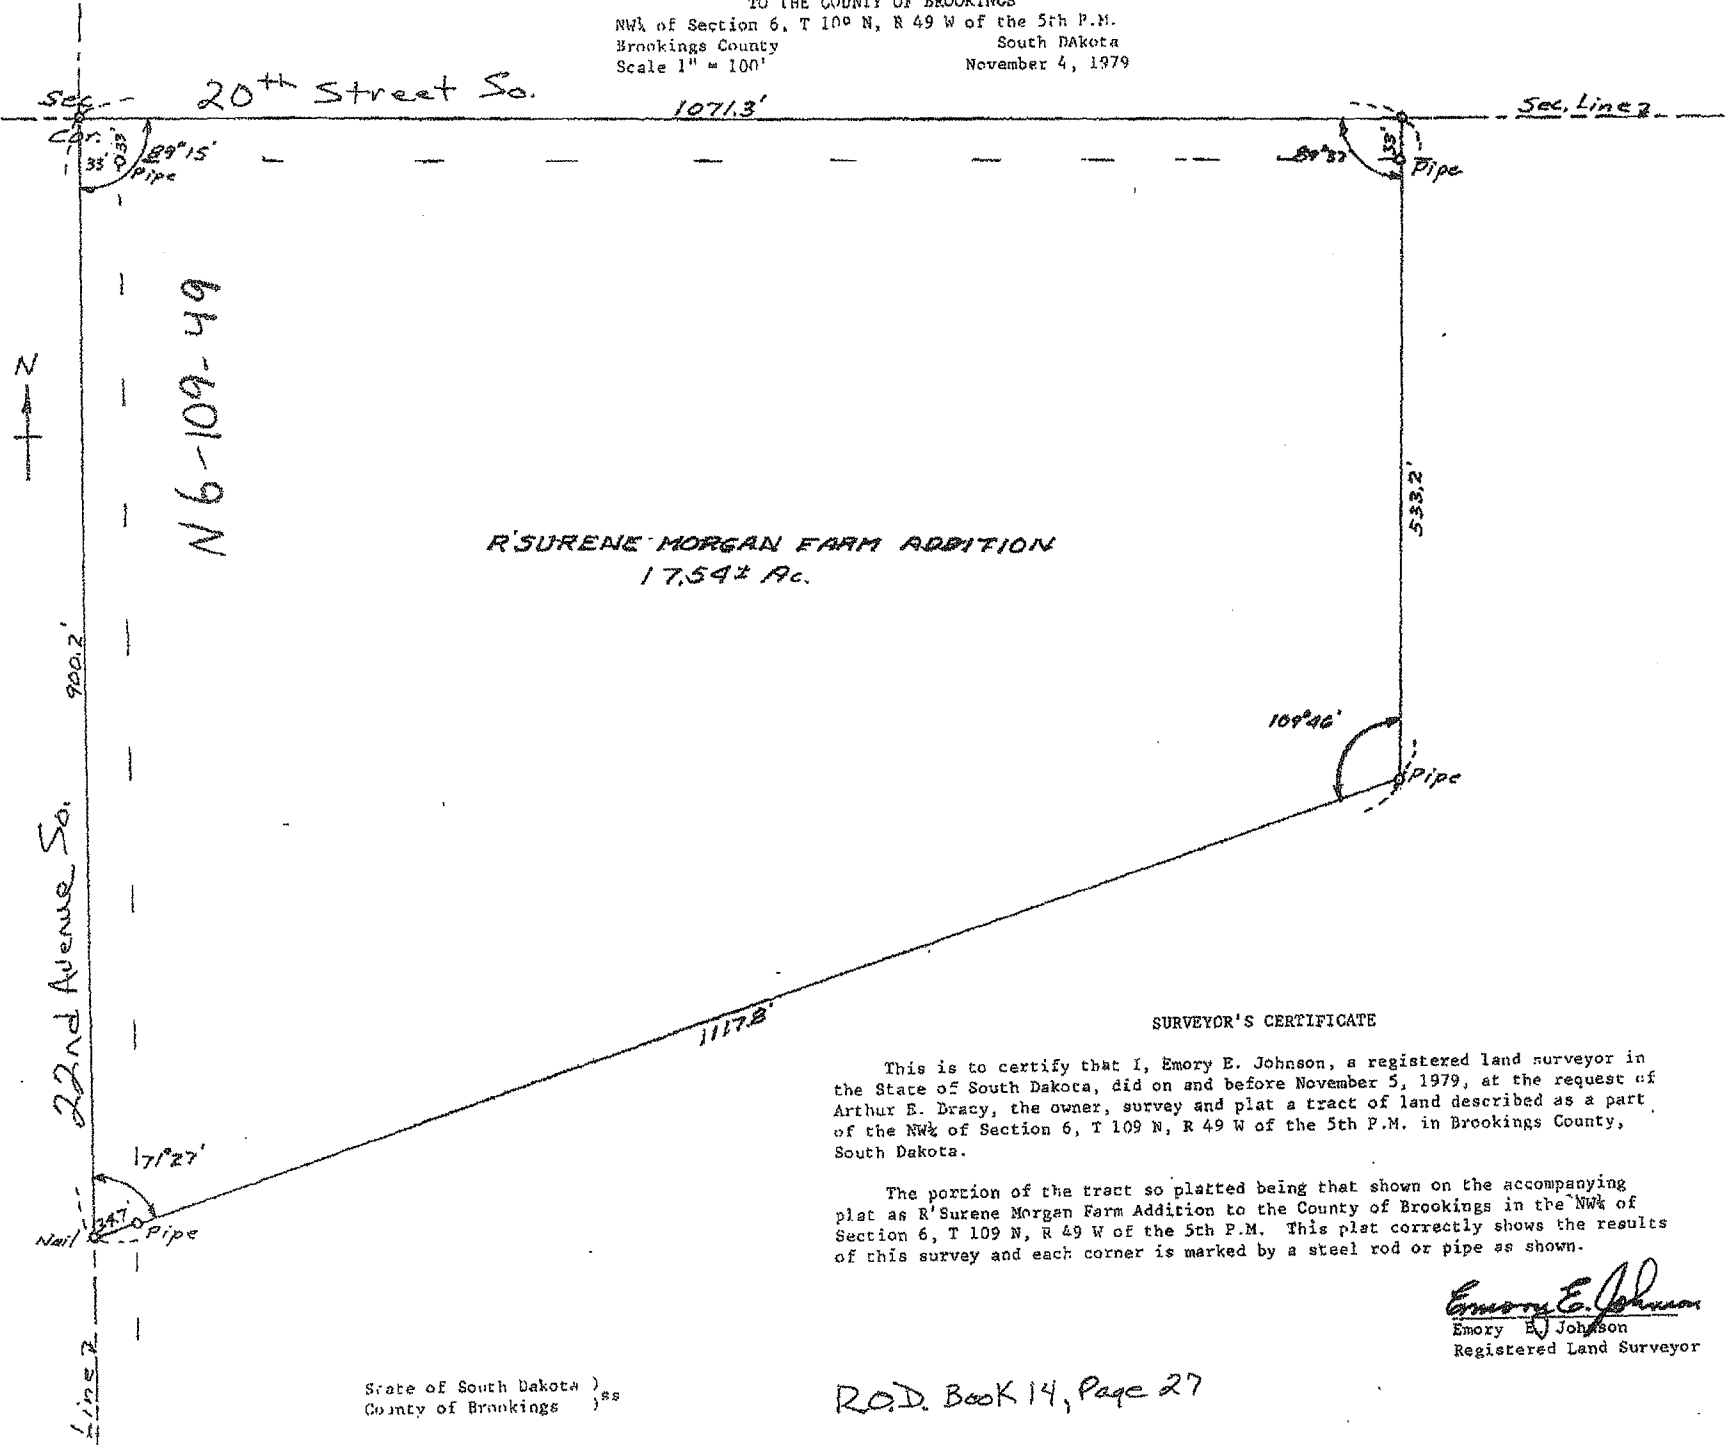 TO THE COUNTY OF BROOKINGS
NW¼ of Section 6, T 109 N, R 49 W of the 5th P.M.
Brookings County South DAkota
Scale 1" = 100' November 4, 1979
20th Street So.
Sec.
Cor.
1071.3'
Sec. Line
33'
33'
89°15'
Pipe
89°32'
33'
Pipe
N
N 6-109-49
533.2'
R'SURENE MORGAN FARM ADDITION
17.54± Ac.
900.2'
109°46'
Pipe
22nd Avenue So.
1117.8'
71°27'
34.7'
Nail
Pipe
Line
SURVEYOR'S CERTIFICATE
This is to certify that I, Emory E. Johnson, a registered land surveyor in
the State of South Dakota, did on and before November 5, 1979, at the request of
Arthur E. Dracy, the owner, survey and plat a tract of land described as a part
of the NW¼ of Section 6, T 109 N, R 49 W of the 5th P.M. in Brookings County,
South Dakota.
The portion of the tract so platted being that shown on the accompanying
plat as R'Surene Morgan Farm Addition to the County of Brookings in the NW¼ of
Section 6, T 109 N, R 49 W of the 5th P.M. This plat correctly shows the results
of this survey and each corner is marked by a steel rod or pipe as shown.
Emory E. Johnson
Emory E. Johnson
Registered Land Surveyor
State of South Dakota )
County of Brookings )ss
R.O.D. Book 14, Page 27